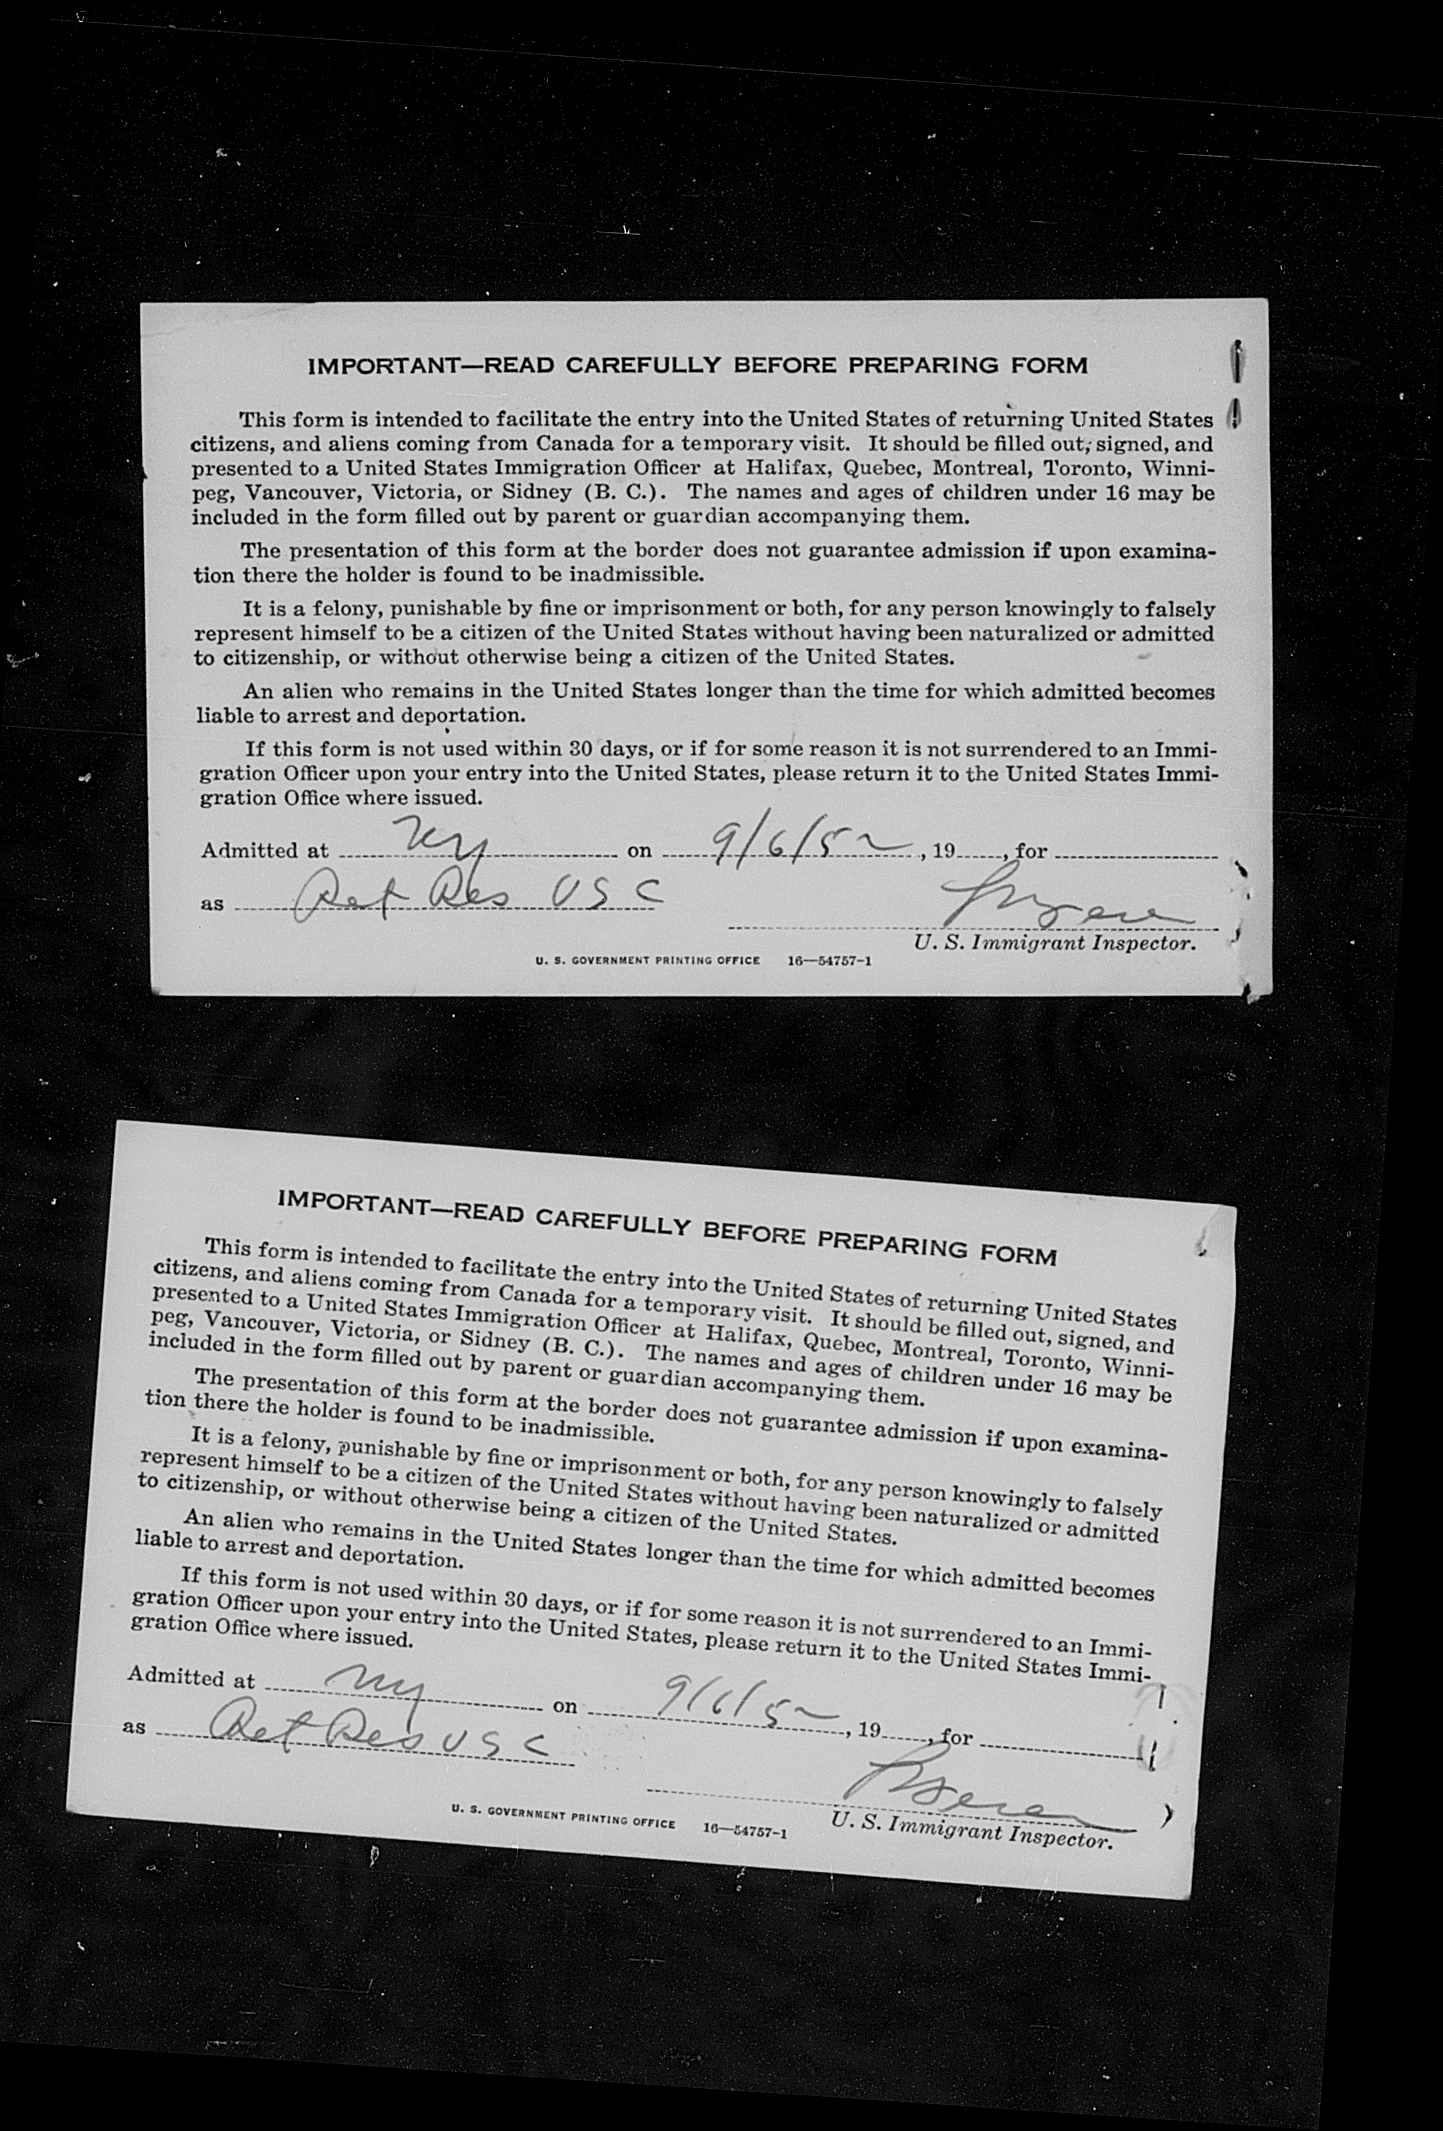 IMPORTANT—READ CAREFULLY BEFORE PREPARING FORM
This form is intended to facilitate the entry into the United States of returning United States
citizens, and aliens coming from Canada for a temporary visit. It should be filled out, signed, and
presented to a United States Immigration Officer at Halifax, Quebec, Montreal, Toronto, Winni-
peg, Vancouver, Victoria, or Sidney (B. C.). The names and ages of children under 16 may be
included in the form filled out by parent or guardian accompanying them.
The presentation of this form at the border does not guarantee admission if upon examina-
tion there the holder is found to be inadmissible.
It is a felony, punishable by fine or imprisonment or both, for any person knowingly to falsely
represent himself to be a citizen of the United States without having been naturalized or admitted
to citizenship, or without otherwise being a citizen of the United States.
An alien who remains in the United States longer than the time for which admitted becomes
liable to arrest and deportation.
If this form is not used within 30 days, or if for some reason it is not surrendered to an Immi-
gration Officer upon your entry into the United States, please return it to the United States Immi-
gration Office where issued.
Admitted at NY on 9/6/52, 19, for
as Ret Res USC
U. S. Immigrant Inspector.
U. S. GOVERNMENT PRINTING OFFICE 16—54757-1
IMPORTANT—READ CAREFULLY BEFORE PREPARING FORM
This form is intended to facilitate the entry into the United States of returning United States
citizens, and aliens coming from Canada for a temporary visit. It should be filled out, signed, and
presented to a United States Immigration Officer at Halifax, Quebec, Montreal, Toronto, Winni-
peg, Vancouver, Victoria, or Sidney (B. C.). The names and ages of children under 16 may be
included in the form filled out by parent or guardian accompanying them.
The presentation of this form at the border does not guarantee admission if upon examina-
tion there the holder is found to be inadmissible.
It is a felony, punishable by fine or imprisonment or both, for any person knowingly to falsely
represent himself to be a citizen of the United States without having been naturalized or admitted
to citizenship, or without otherwise being a citizen of the United States.
An alien who remains in the United States longer than the time for which admitted becomes
liable to arrest and deportation.
If this form is not used within 30 days, or if for some reason it is not surrendered to an Immi-
gration Officer upon your entry into the United States, please return it to the United States Immi-
gration Office where issued.
Admitted at NY on 9/6/52, 19, for
as Ret Res USC
U. S. Immigrant Inspector.
U. S. GOVERNMENT PRINTING OFFICE 16—54757-1